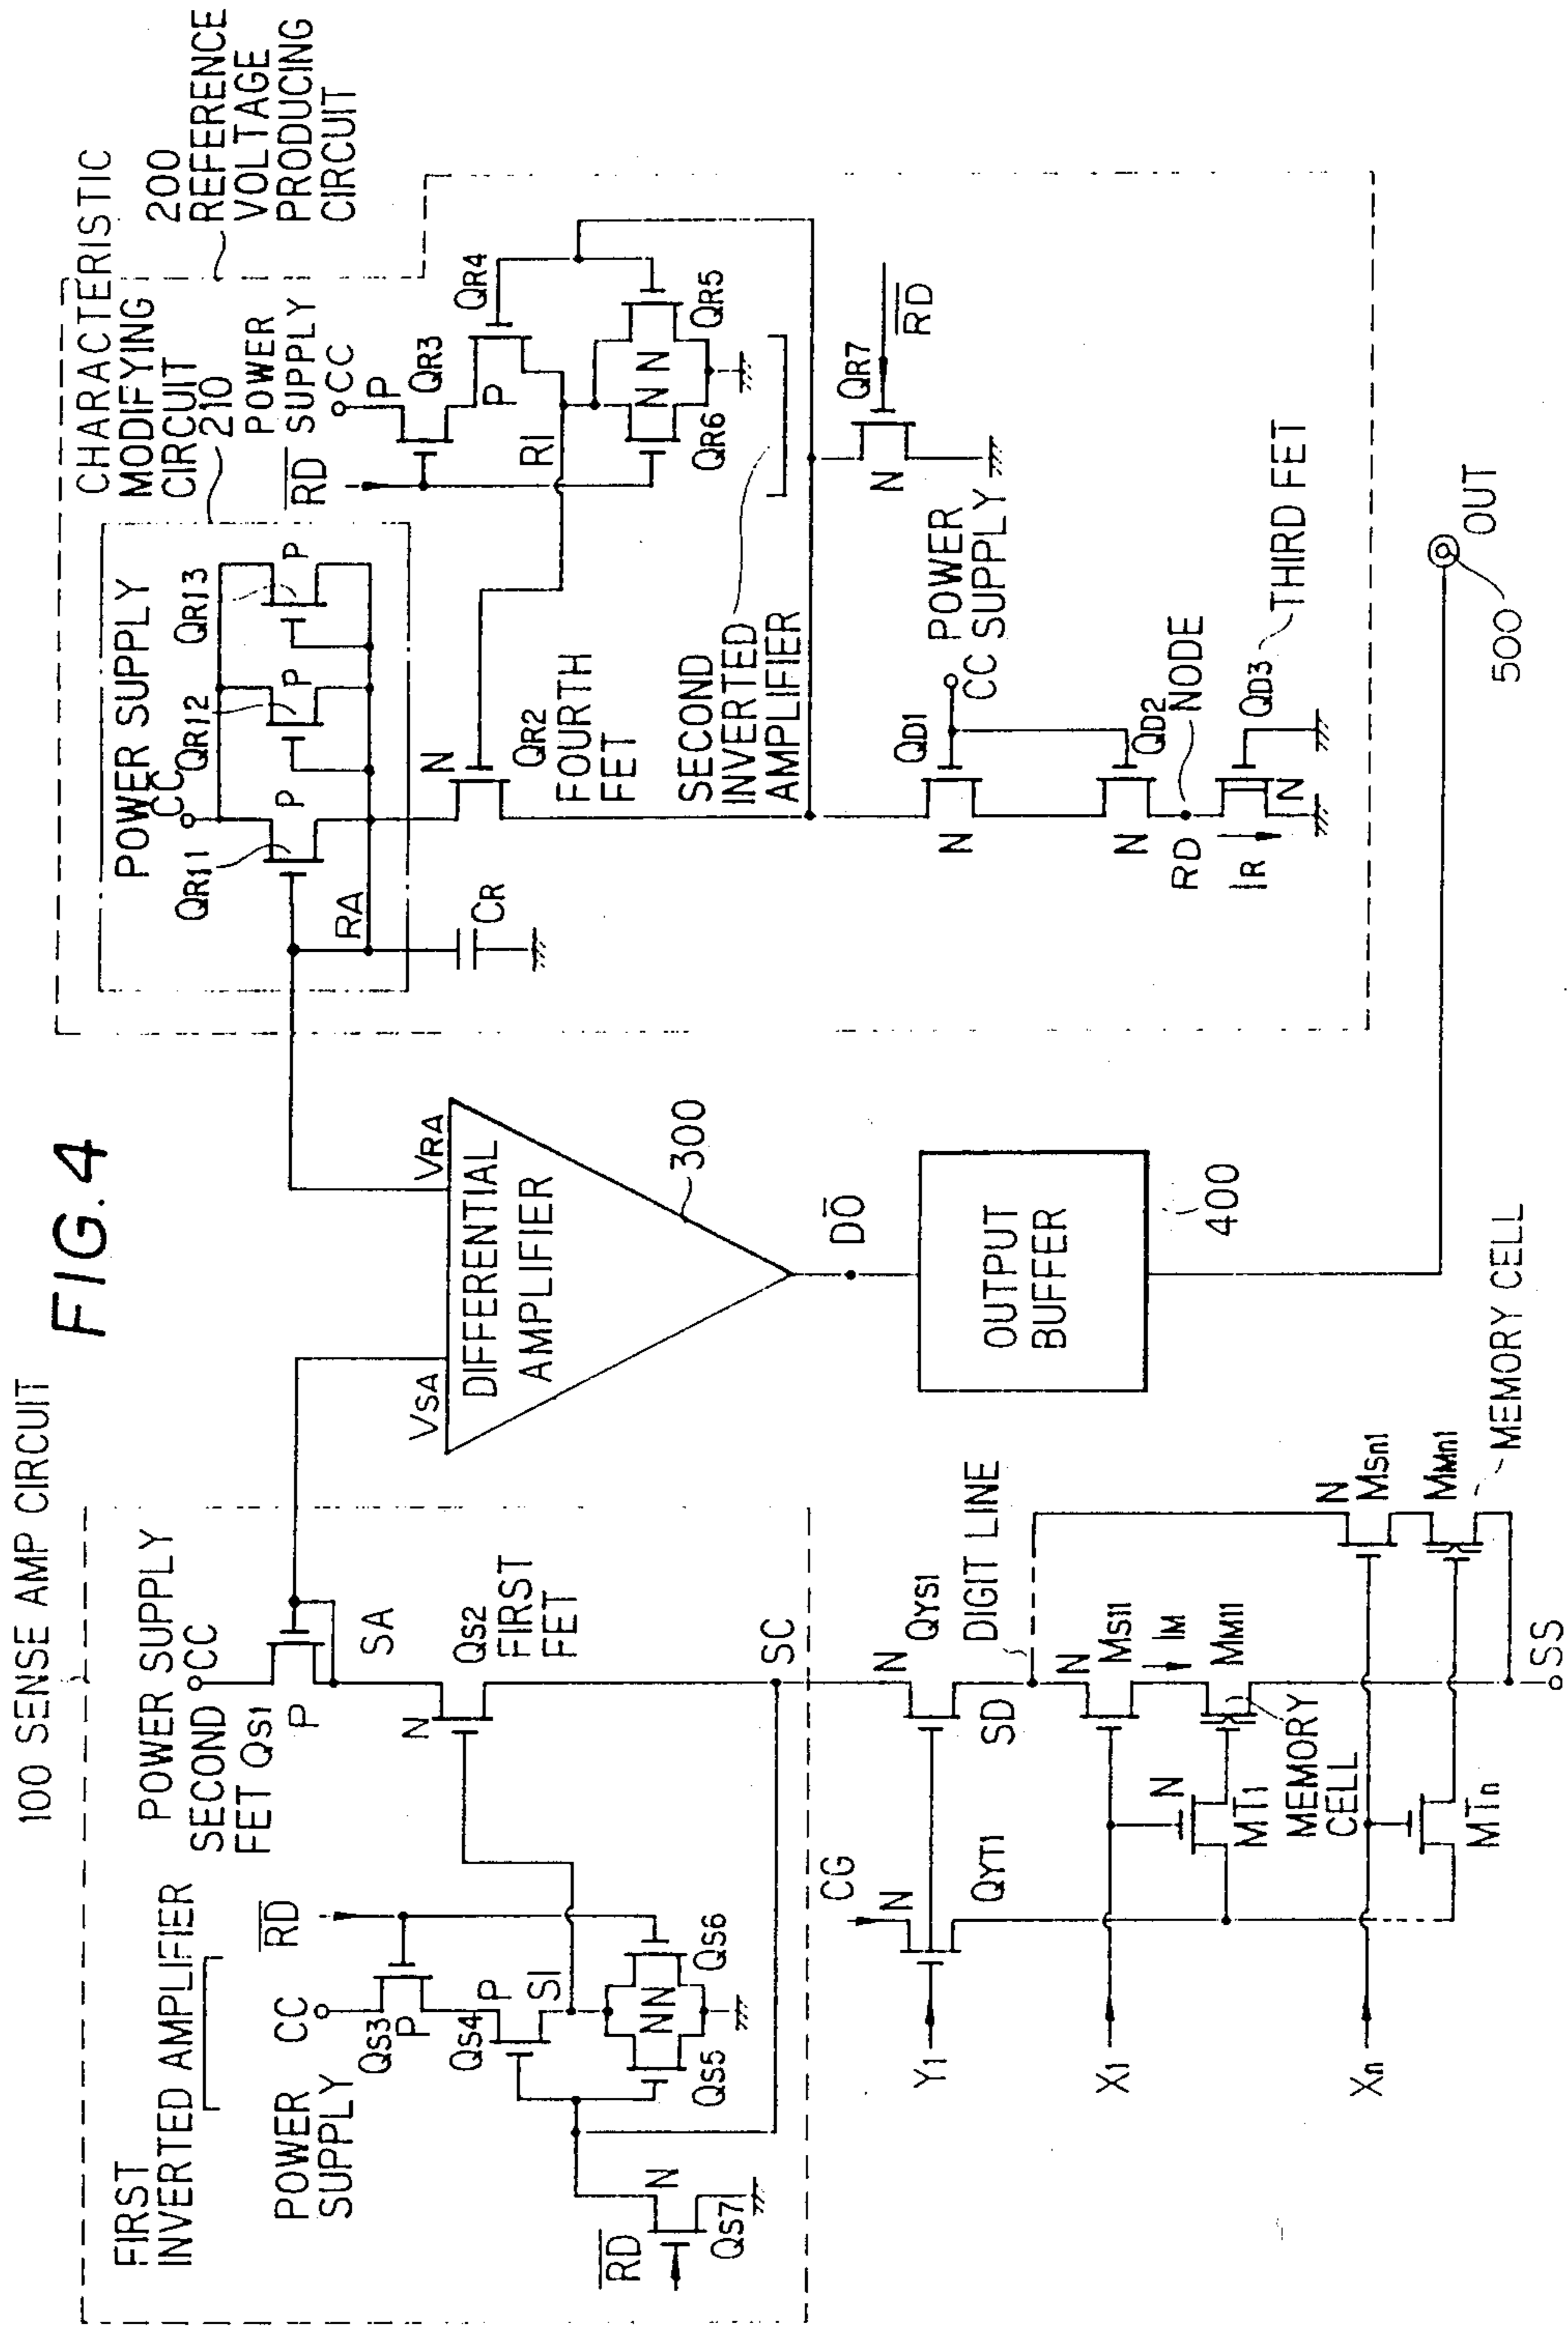 FIG.4
100 SENSE AMP CIRCUIT
FIRST
INVERTED AMPLIFIER
POWER SUPPLY
CC
SECOND
FET QS1
P
SA
N
QS2
FIRST
FET
SC
RD
CC
POWER
SUPPLY
QS3
P
QS4
P
SI
NN
QS5
QS6
RD
N
QS7
CG
N
QYT1
N
QYS1
Y1
SD
DIGIT LINE
N
MS11
IM
MM11
N
MT1
MEMORY
CELL
X1
N
MSn1
MMn1
MTn
Xn
MEMORY CELL
SS
VSA
VRA
DIFFERENTIAL
AMPLIFIER
300
DO
OUTPUT
BUFFER
400
500
OUT
CHARACTERISTIC
MODIFYING
CIRCUIT
210
200
REFERENCE
VOLTAGE
PRODUCING
CIRCUIT
POWER SUPPLY
CC
QR11
P
QR12
P
QR13
P
RA
CR
N
QR2
FOURTH
FET
POWER
SUPPLY
CC
RD
P
QR3
QR4
P
RI
N N
QR6
QR5
SECOND
INVERTED
AMPLIFIER
QR7
N
RD
POWER
SUPPLY
CC
QD1
N
QD2
N
NODE
RD
IR
N
QD3
THIRD FET